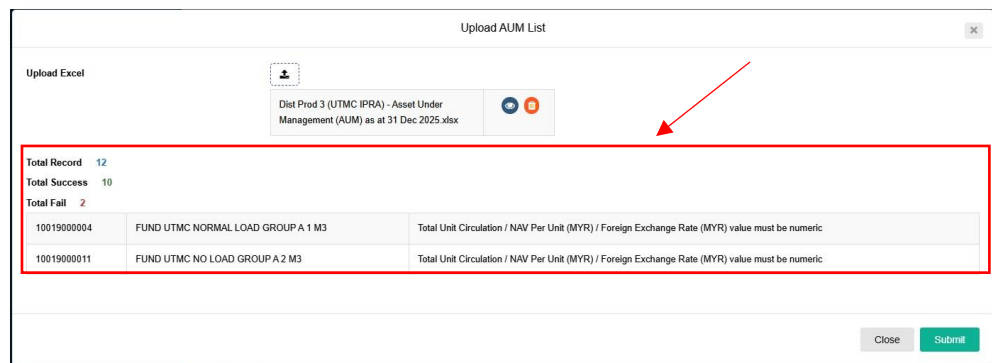 Upload AUM List
Upload Excel
Dist Prod 3 (UTMC IPRA) - Asset Under
Management (AUM) as at 31 Dec 2025.xlsx
Total Record 12
Total Success 10
Total Fail 2
10019000004 FUND UTMC NORMAL LOAD GROUP A 1 M3 Total Unit Circulation / NAV Per Unit (MYR) / Foreign Exchange Rate (MYR) value must be numeric
10019000011 FUND UTMC NO LOAD GROUP A 2 M3 Total Unit Circulation / NAV Per Unit (MYR) / Foreign Exchange Rate (MYR) value must be numeric
Close Submit